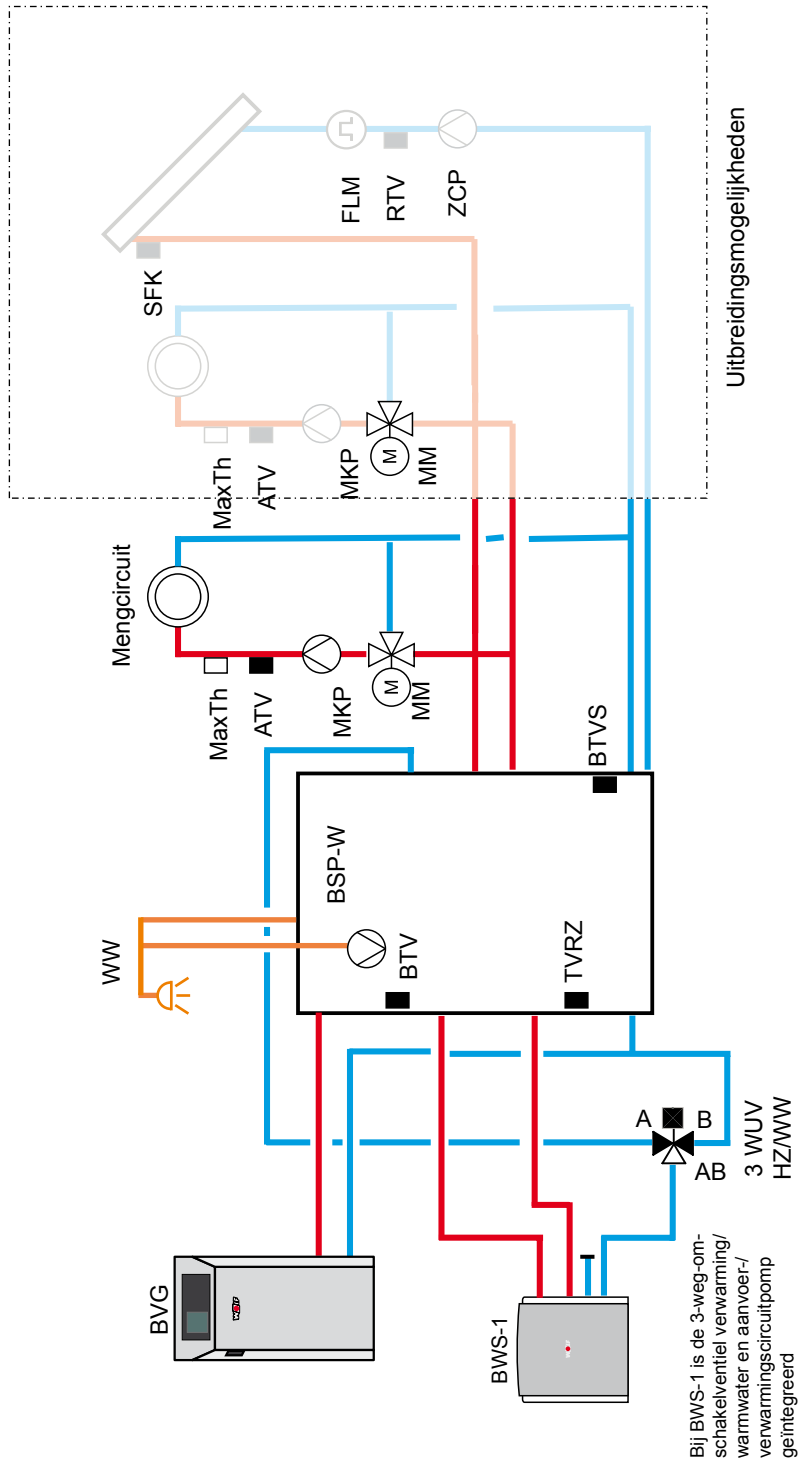 BVG
WOLF
WW
BSP-W
BTV
TVRZ
BTVS
BWS-1
A
B
AB
3 WUV
HZ/WW
Bij BWS-1 is de 3-weg-om-
schakelventiel verwarming/
warmwater en aanvoer-/
verwarmingscircuitpomp
geïntegreerd
Mengcircuit
MaxTh
ATV
MKP
M
MM
MaxTh
ATV
MKP
M
MM
SFK
FLM
RTV
ZCP
Uitbreidingsmogelijkheden